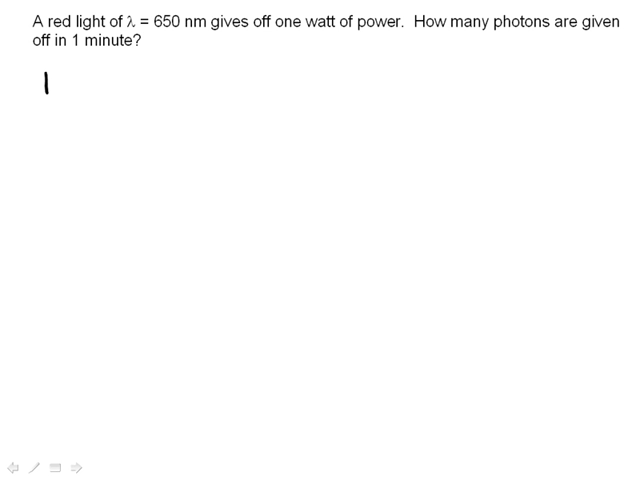 A red light of λ = 650 nm gives off one watt of power.  How many photons are given
off in 1 minute?
1